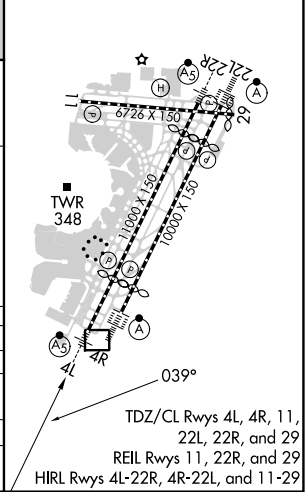 A5
22R
22L
A
H
P
11
P
6726 X 150
29
P
P
TWR
348
11000 X 150
10000 X 150
P
P
A5
4L
4R
A
039°
TDZ/CL Rwys 4L, 4R, 11,
22L, 22R, and 29
REIL Rwys 11, 22R, and 29
HIRL Rwys 4L-22R, 4R-22L, and 11-29